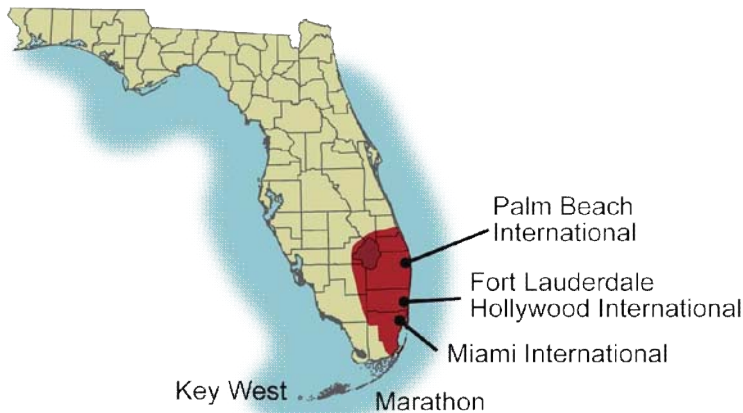 Palm Beach
International
Fort Lauderdale
Hollywood International
Miami International
Key West
Marathon